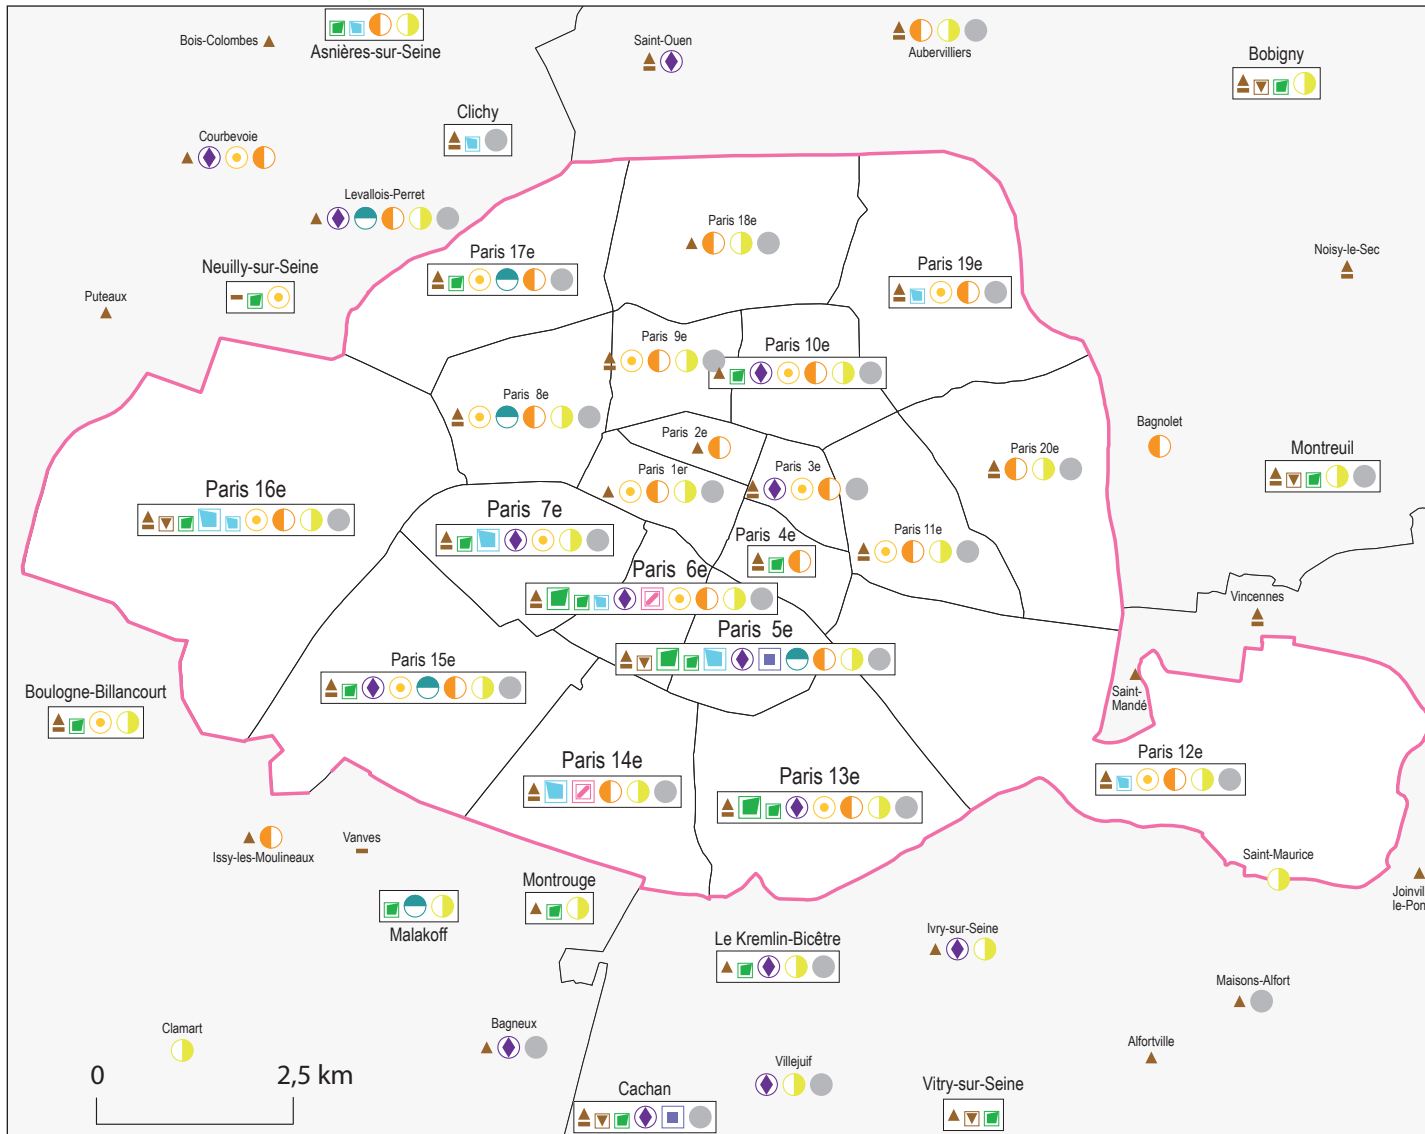 Bois-Colombes
Asnières-sur-Seine
Saint-Ouen
Aubervilliers
Bobigny
Clichy
Courbevoie
Levallois-Perret
Paris 18e
Paris 17e
Neuilly-sur-Seine
Paris 19e
Noisy-le-Sec
Puteaux
Paris 9e
Paris 10e
Paris 8e
Paris 2e
Bagnolet
Paris 20e
Montreuil
Paris 1er
Paris 3e
Paris 16e
Paris 7e
Paris 4e
Paris 11e
Paris 6e
Vincennes
Paris 5e
Paris 15e
Boulogne-Billancourt
Saint-
Mandé
Paris 12e
Paris 14e
Paris 13e
Issy-les-Moulineaux
Vanves
Saint-Maurice
Montrouge
Joinvil
le-Pon
Malakoff
Le Kremlin-Bicêtre
Ivry-sur-Seine
Maisons-Alfort
Clamart
Bagneux
Alfortville
Villejuif
0 2,5 km
Cachan
Vitry-sur-Seine